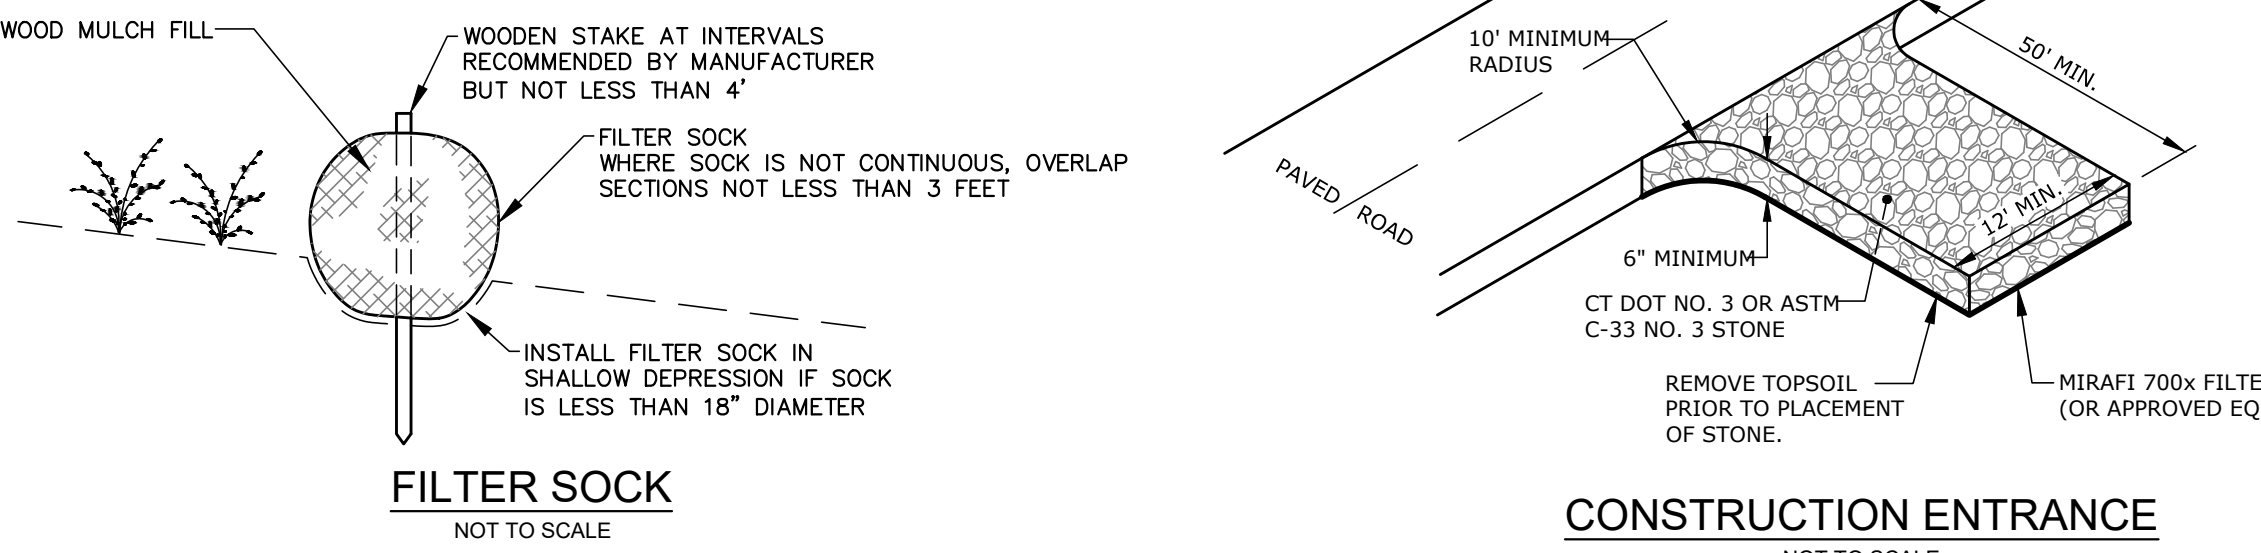 WOOD MULCH FILL
WOODEN STAKE AT INTERVALS
RECOMMENDED BY MANUFACTURER
BUT NOT LESS THAN 4'
FILTER SOCK
WHERE SOCK IS NOT CONTINUOUS, OVERLAP
SECTIONS NOT LESS THAN 3 FEET
INSTALL FILTER SOCK IN
SHALLOW DEPRESSION IF SOCK
IS LESS THAN 18” DIAMETER
FILTER SOCK
NOT TO SCALE
10' MINIMUM
RADIUS
50' MIN.
PAVED ROAD
12' MIN.
6" MINIMUM
CT DOT NO. 3 OR ASTM
C-33 NO. 3 STONE
REMOVE TOPSOIL
PRIOR TO PLACEMENT
OF STONE.
MIRAFI 700x
(OR APPROVED
CONSTRUCTION ENTRANCE
NOT TO SCALE